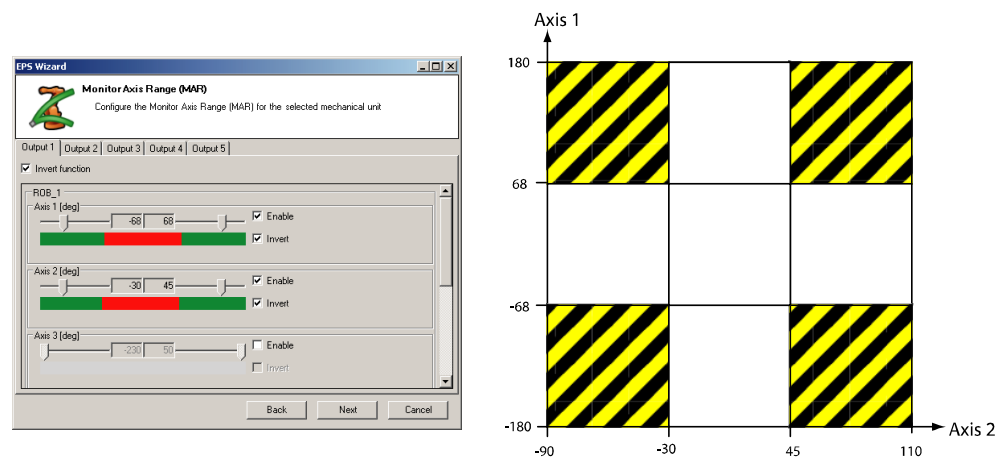 EPS Wizard
Monitor Axis Range (MAR)
Configure the Monitor Axis Range (MAR) for the selected mechanical unit
Output 1 Output 2 Output 3 Output 4 Output 5
Invert function
ROB_1
Axis 1 [deg]
-68 68 Enable
Invert
Axis 2 [deg]
-30 45 Enable
Invert
Axis 3 [deg]
-230 50 Enable
Invert
Back Next Cancel
Axis 1
180
68
-68
-180
Axis 2
-90 -30 45 110